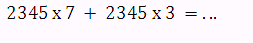 2345 x 7 + 2345 x 3 = ...